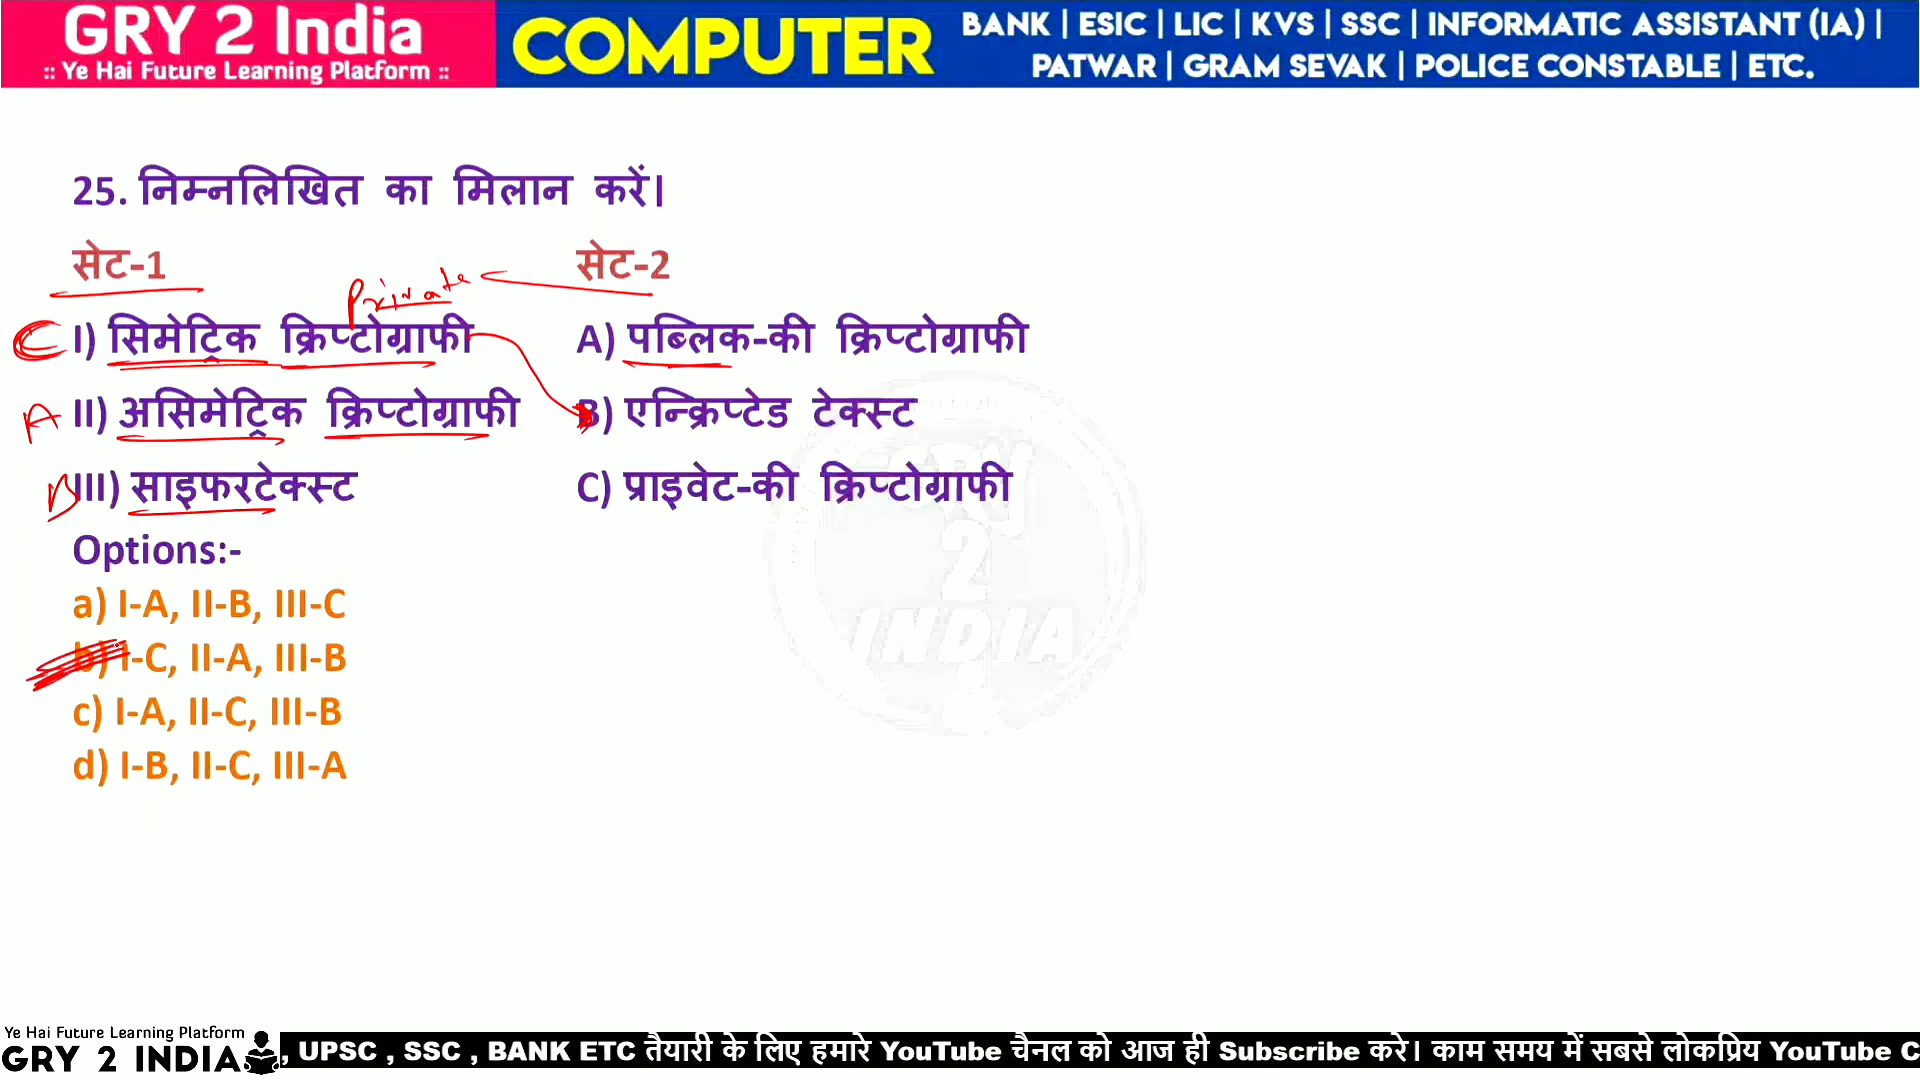 GRY 2 India
:: Ye Hai Future Learning Platform ::
COMPUTER
BANK | ESIC | LIC | KVS | SSC | INFORMATIC ASSISTANT (IA) |
PATWAR | GRAM SEVAK | POLICE CONSTABLE | ETC.
25. निम्नलिखित का मिलान करें।
सेट-1 सेट-2
Private
C I) सिमेट्रिक क्रिप्टोग्राफी A) पब्लिक-की क्रिप्टोग्राफी
A II) असिमेट्रिक क्रिप्टोग्राफी B) एन्क्रिप्टेड टेक्स्ट
B III) साइफरटेक्स्ट C) प्राइवेट-की क्रिप्टोग्राफी
Options:-
a) I-A, II-B, III-C
b) I-C, II-A, III-B
c) I-A, II-C, III-B
d) I-B, II-C, III-A
GRY
2
INDIA
Ye Hai Future Learning Platform
GRY 2 INDIA
, UPSC , SSC , BANK ETC तैयारी के लिए हमारे YouTube चैनल को आज ही Subscribe करे। काम समय में सबसे लोकप्रिय YouTube C